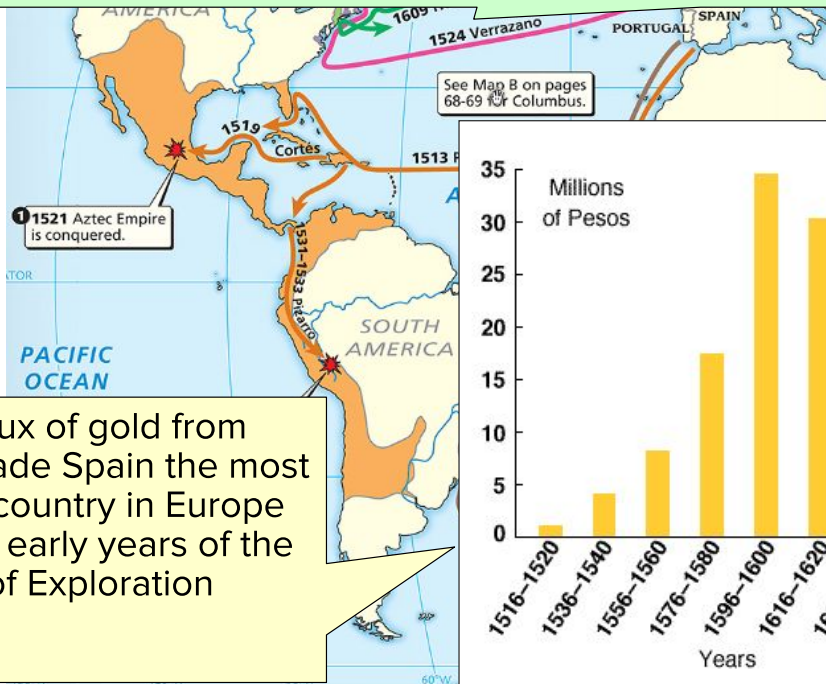 AMERICA
1609
1524 Verrazano
PORTUGAL
SPAIN
See Map B on pages
68-69 for Columbus.
1519
Cortés
1513
1 1521 Aztec Empire
is conquered.
1531–1533 Pizarro
SOUTH
AMERICA
PACIFIC
OCEAN
ux of gold from
ade Spain the most
country in Europe
early years of the
of Exploration
60°W
Millions
of Pesos
35
30
25
20
15
10
5
0
1516–1520
1536–1540
1556–1560
1576–1580
1596–1600
1616–1620
Years